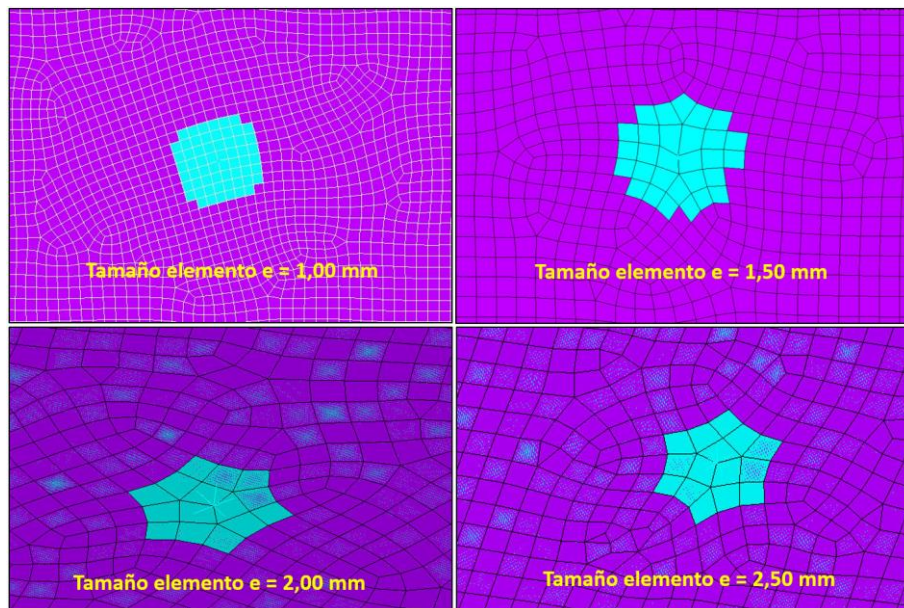 Tamaño elemento e = 1,00 mm
Tamaño elemento e = 1,50 mm
Tamaño elemento e = 2,00 mm
Tamaño elemento e = 2,50 mm